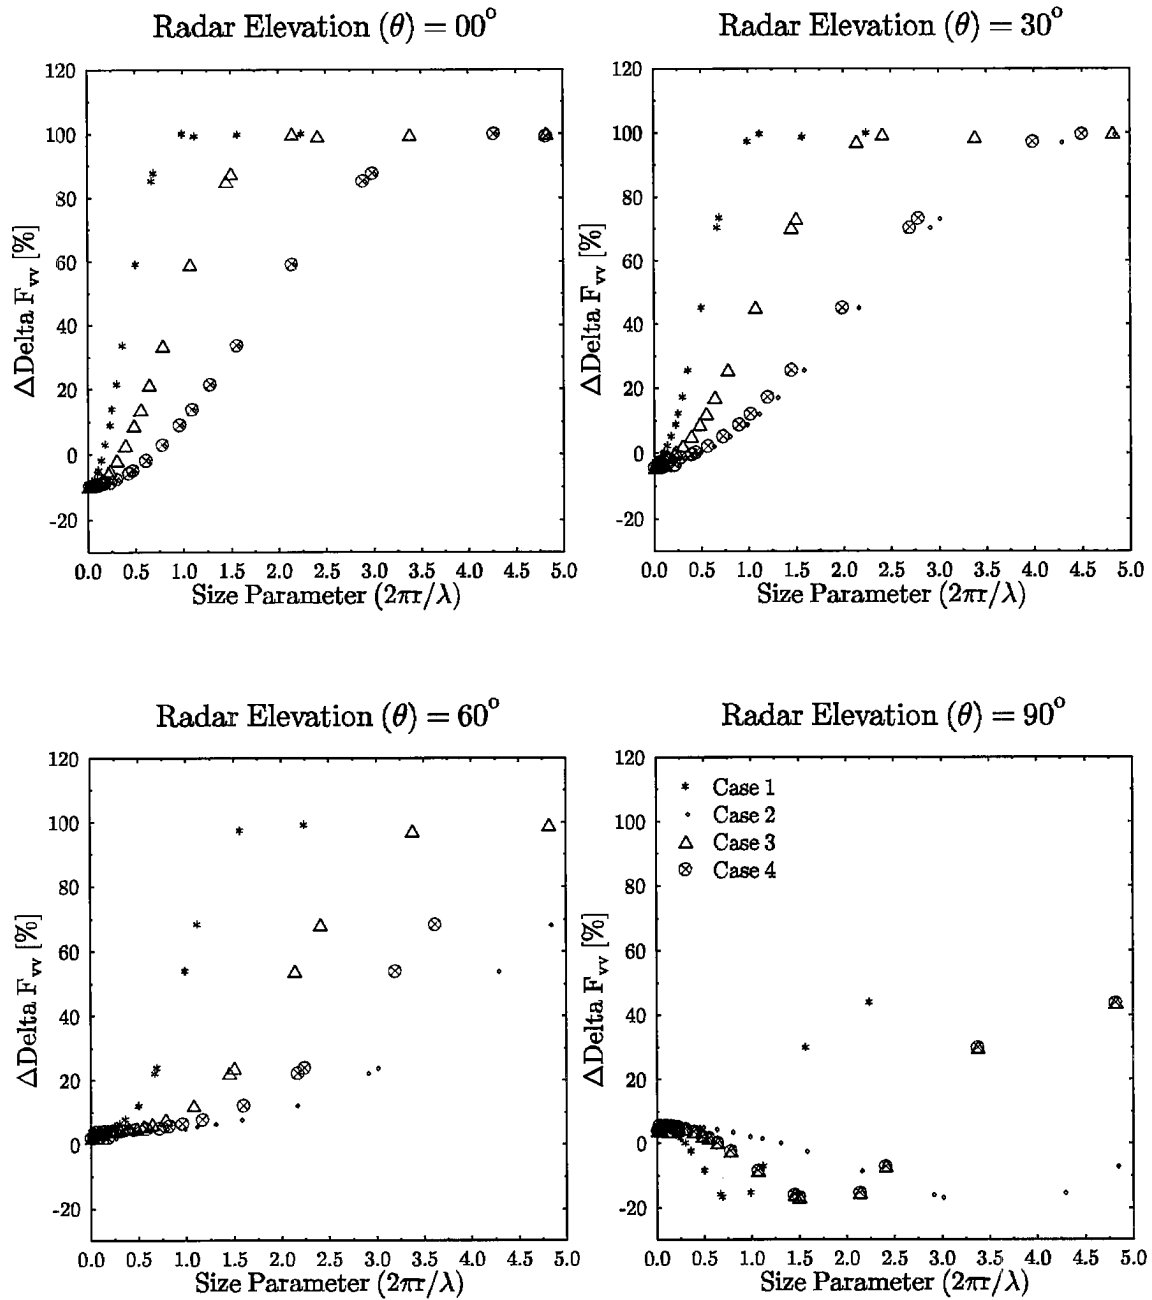 Radar Elevation (θ) = 00°
120
100
80
60
40
20
0
-20
ΔDelta F_vv [%]
0.0 0.5 1.0 1.5 2.0 2.5 3.0 3.5 4.0 4.5 5.0
Size Parameter (2πr/λ)
Radar Elevation (θ) = 30°
120
100
80
60
40
20
0
-20
ΔDelta F_vv [%]
0.0 0.5 1.0 1.5 2.0 2.5 3.0 3.5 4.0 4.5 5.0
Size Parameter (2πr/λ)
Radar Elevation (θ) = 60°
120
100
80
60
40
20
0
-20
ΔDelta F_vv [%]
0.0 0.5 1.0 1.5 2.0 2.5 3.0 3.5 4.0 4.5 5.0
Size Parameter (2πr/λ)
Radar Elevation (θ) = 90°
120
100
80
60
40
20
0
-20
ΔDelta F_vv [%]
Case 1
Case 2
Case 3
Case 4
0.0 0.5 1.0 1.5 2.0 2.5 3.0 3.5 4.0 4.5 5.0
Size Parameter (2πr/λ)